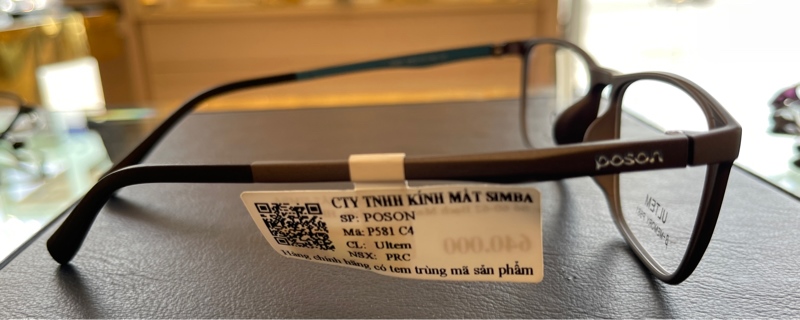 poson
CTY TNHH KÍNH MẮT SIMBA
SP: POSON
Mã: P581 C4
CL: Ultem
NSX: PRC
Hàng chính hãng có tem trùng mã sản phẩm
640.000
ULTEM